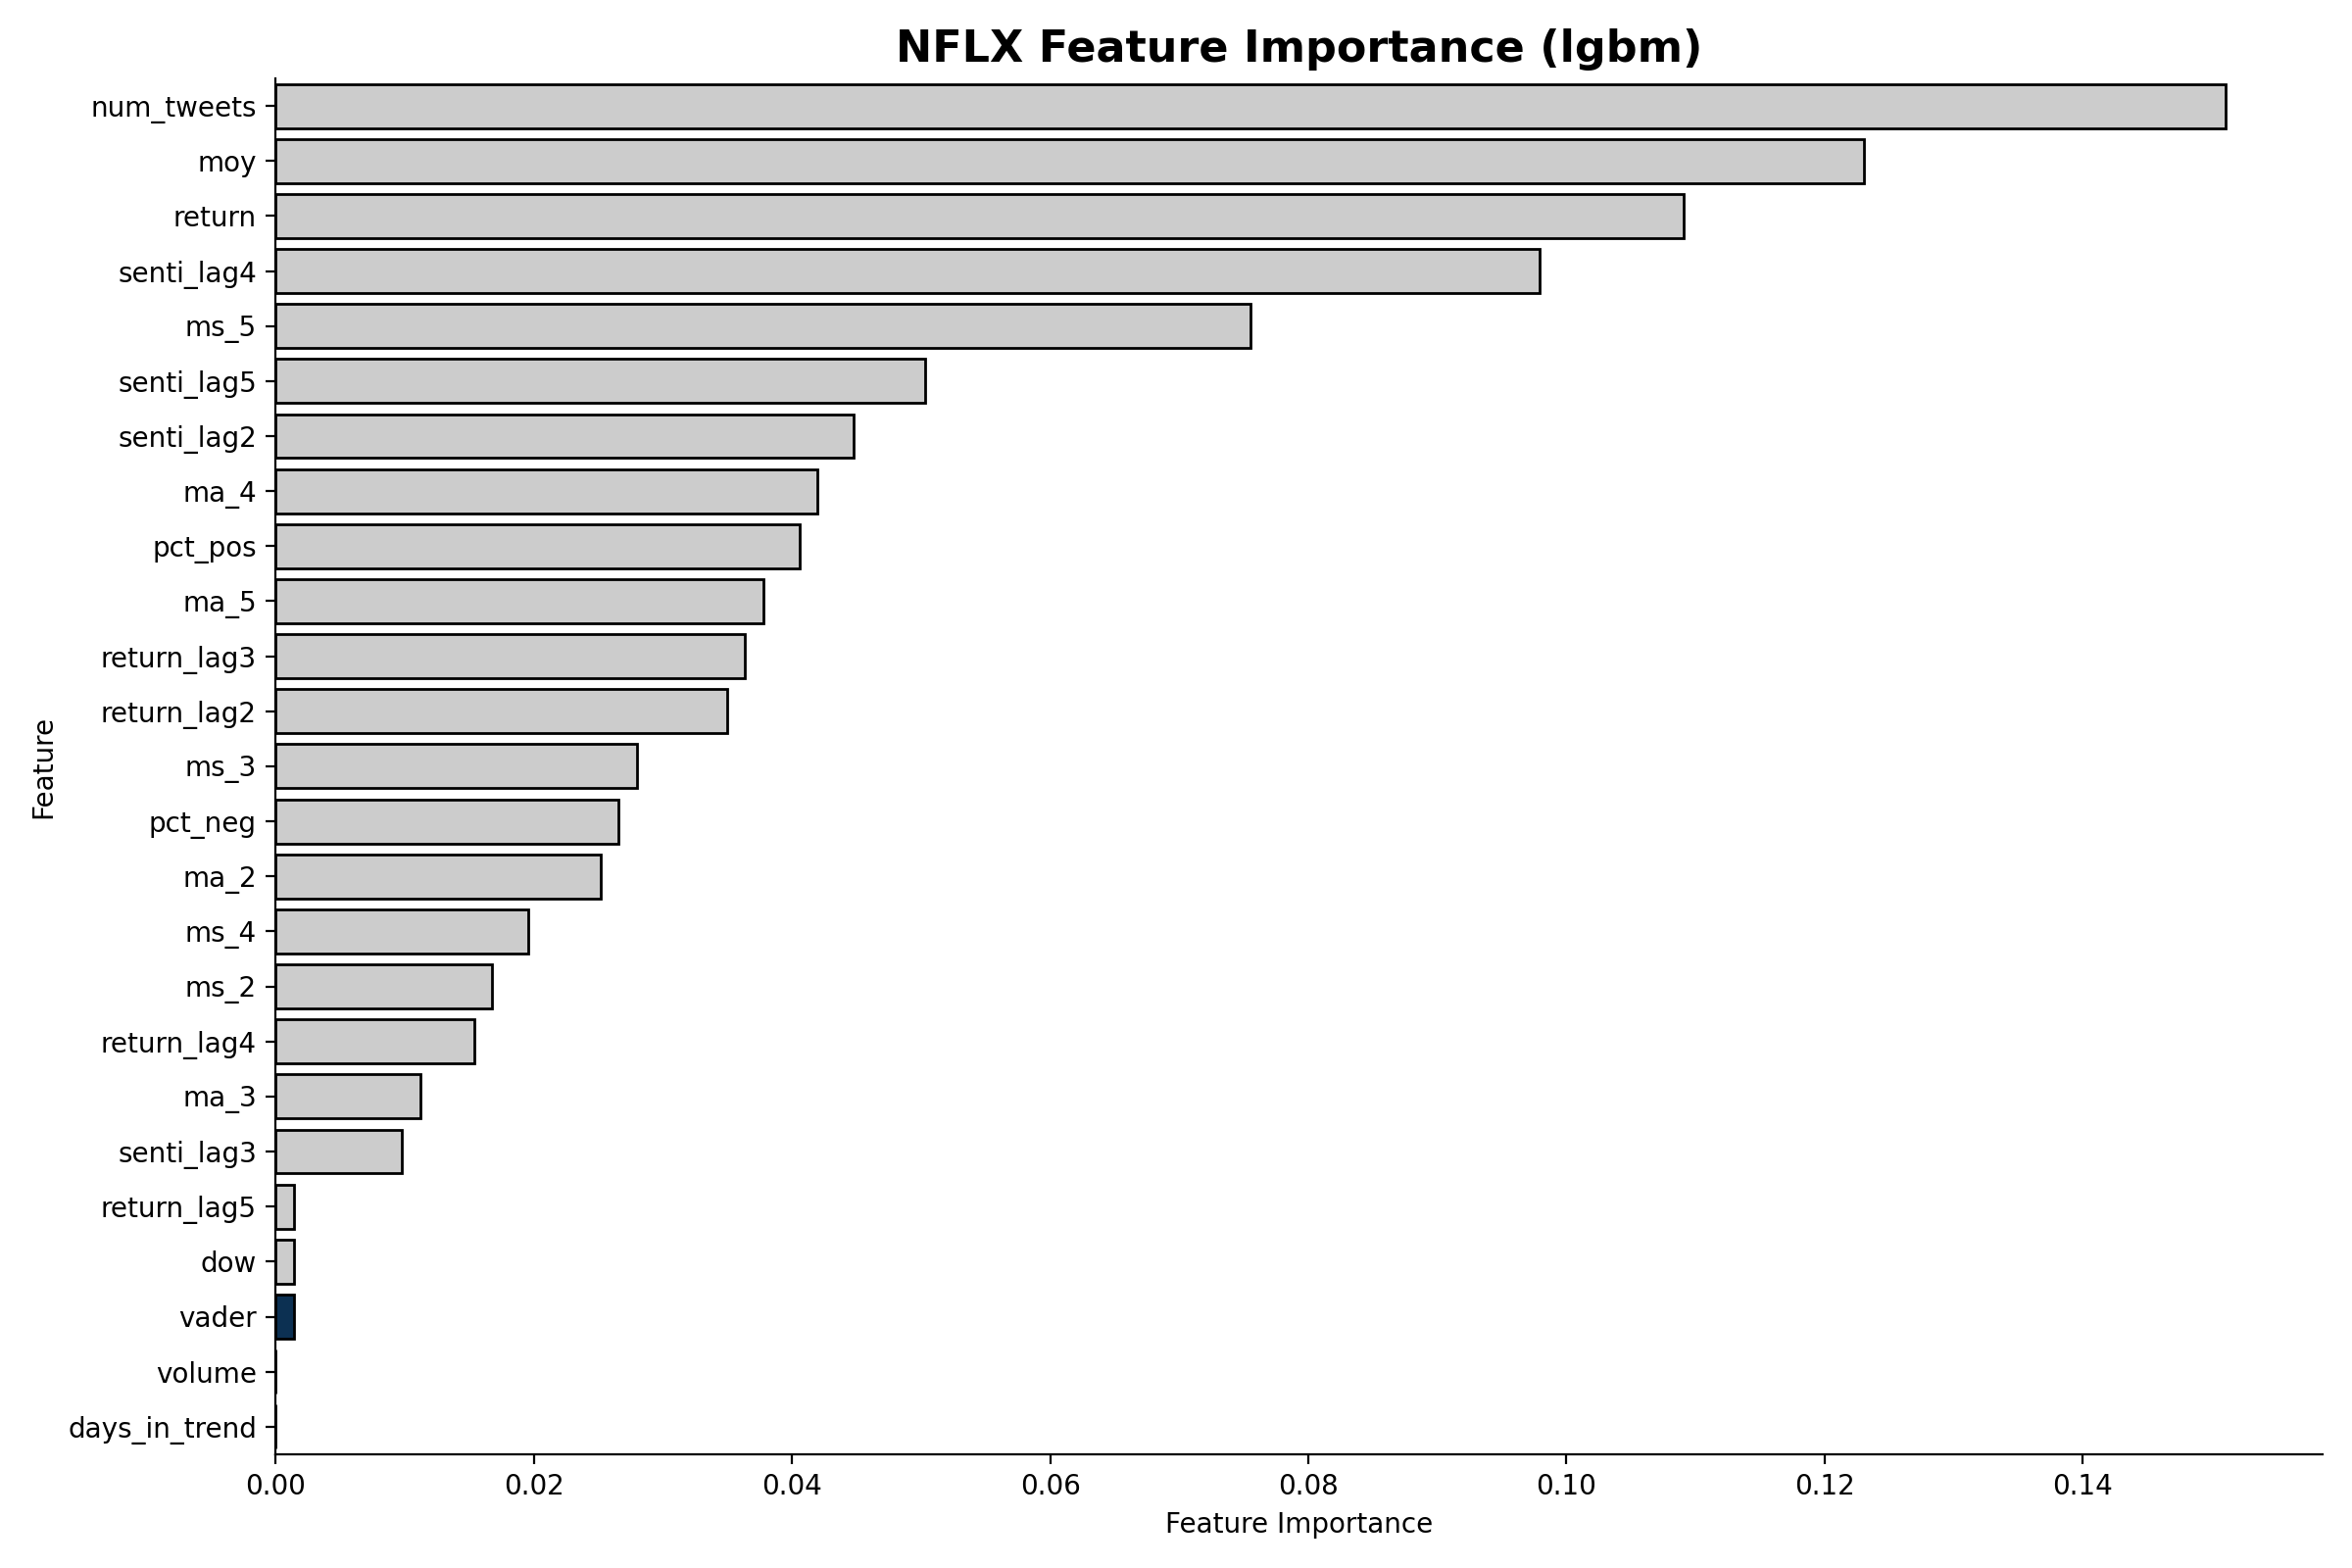 NFLX Feature Importance (lgbm)
num_tweets
moy
return
senti_lag4
ms_5
senti_lag5
senti_lag2
ma_4
pct_pos
ma_5
return_lag3
return_lag2
ms_3
pct_neg
ma_2
ms_4
ms_2
return_lag4
ma_3
senti_lag3
return_lag5
dow
vader
volume
days_in_trend
Feature
0.00 0.02 0.04 0.06 0.08 0.10 0.12 0.14
Feature Importance